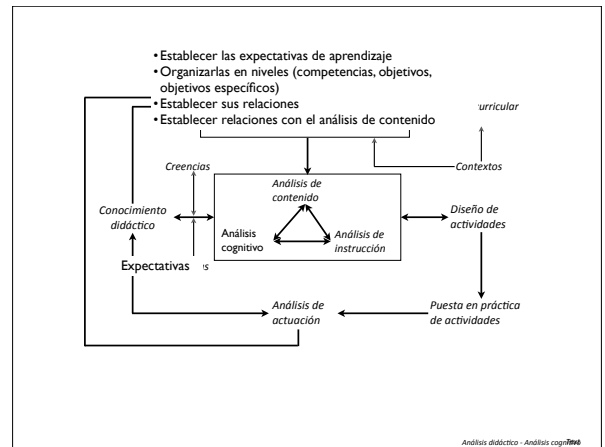 • Establecer las expectativas de aprendizaje
• Organizarlas en niveles (competencias, objetivos,
objetivos específicos)
• Establecer sus relaciones
• Establecer relaciones con el análisis de contenido
urricular
Creencias
Contextos
Análisis de
contenido
Conocimiento
didáctico
Análisis
cognitivo
Análisis de
instrucción
Diseño de
actividades
Expectativas
Análisis de
actuación
Puesta en práctica
de actividades
Análisis didáctico - Análisis